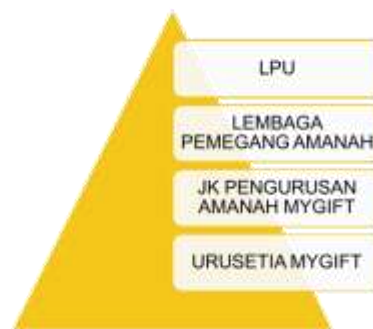 LPU
LEMBAGA
PEMEGANG AMANAH
JK PENGURUSAN
AMANAH MYGIFT
URUSETIA MYGIFT